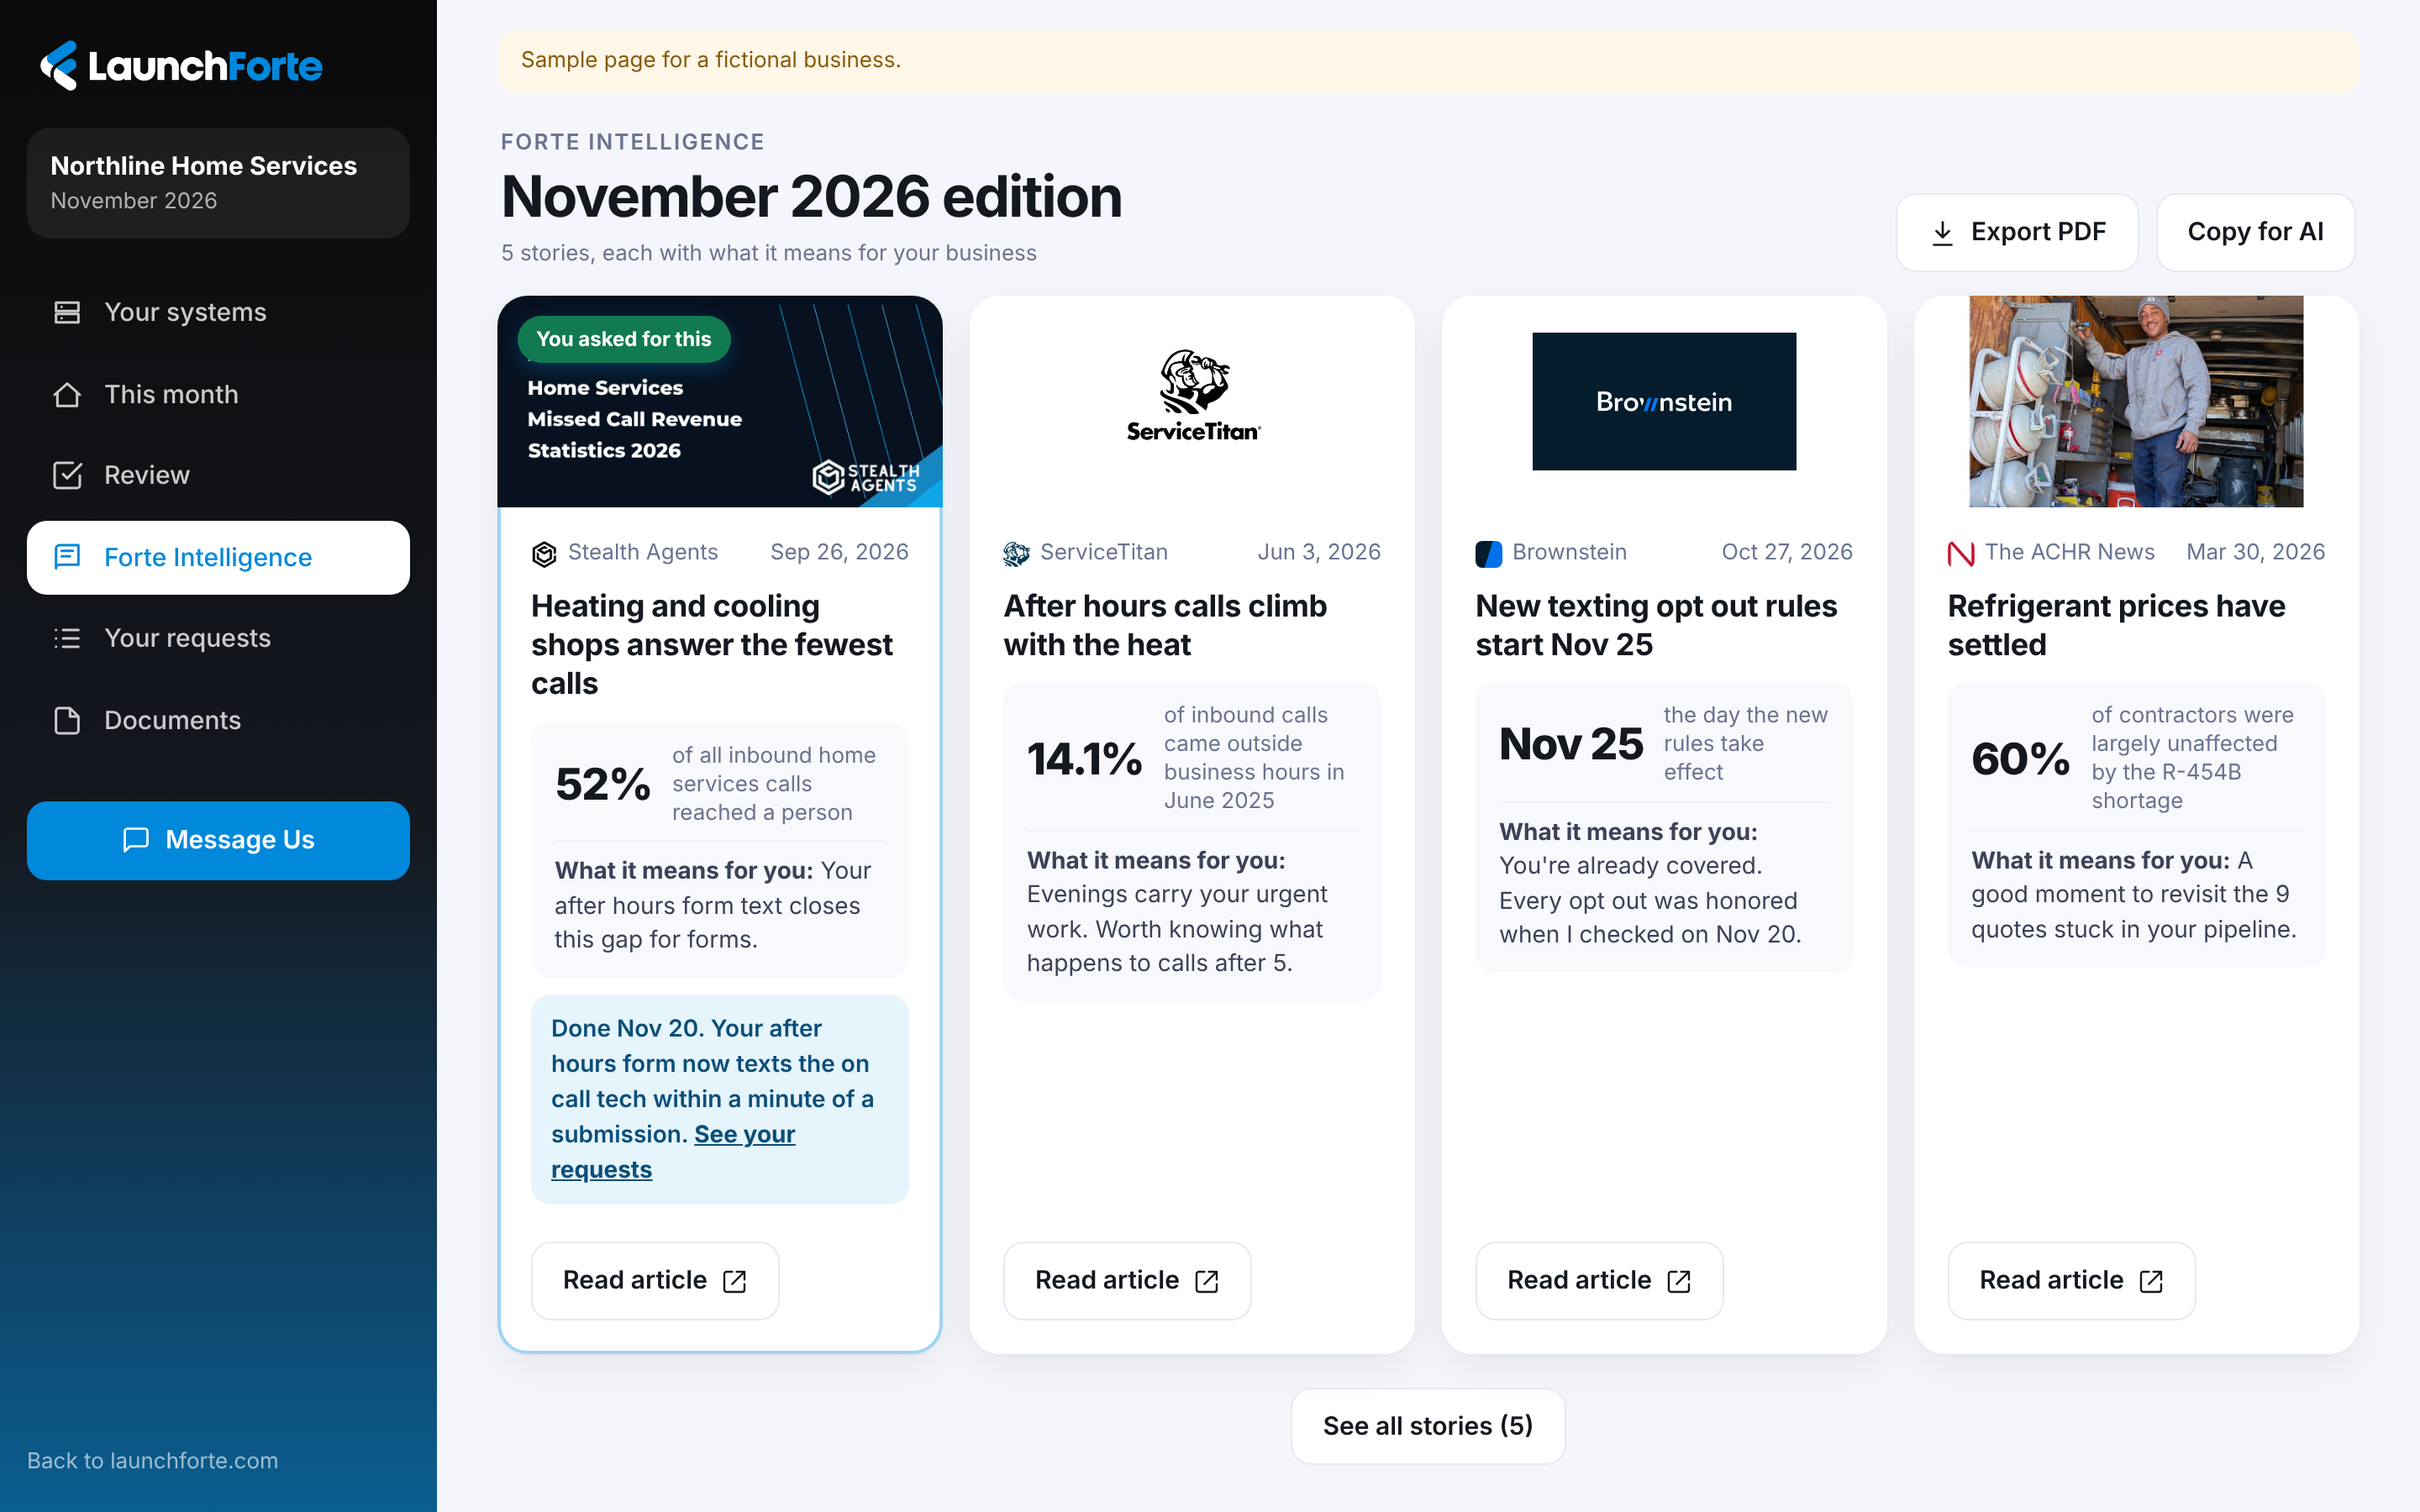 LaunchForte
Northline Home Services
November 2026
Your systems
This month
Review
Forte Intelligence
Your requests
Documents
Message Us
Back to launchforte.com
Sample page for a fictional business.
FORTE INTELLIGENCE
November 2026 edition
5 stories, each with what it means for your business
Export PDF
Copy for AI
You asked for this
Home Services
Missed Call Revenue
Statistics 2026
STEALTH
AGENTS
Stealth Agents
Sep 26, 2026
Heating and cooling
shops answer the fewest
calls
52%
of all inbound home
services calls
reached a person
What it means for you: Your
after hours form text closes
this gap for forms.
Done Nov 20. Your after
hours form now texts the on
call tech within a minute of a
submission. See your
requests
Read article
ServiceTitan
ServiceTitan
Jun 3, 2026
After hours calls climb
with the heat
14.1%
of inbound calls
came outside
business hours in
June 2025
What it means for you:
Evenings carry your urgent
work. Worth knowing what
happens to calls after 5.
Read article
Brownstein
Brownstein
Oct 27, 2026
New texting opt out rules
start Nov 25
Nov 25
the day the new
rules take
effect
What it means for you:
You're already covered.
Every opt out was honored
when I checked on Nov 20.
Read article
The ACHR News
Mar 30, 2026
Refrigerant prices have
settled
60%
of contractors were
largely unaffected
by the R-454B
shortage
What it means for you: A
good moment to revisit the 9
quotes stuck in your pipeline.
Read article
See all stories (5)